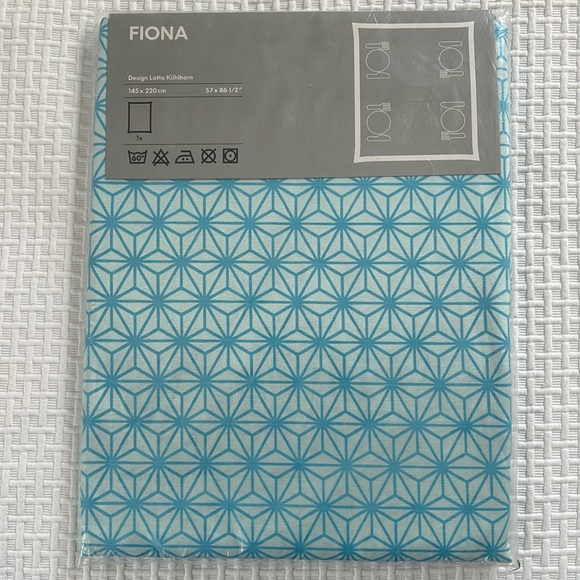 FIONA
Design Lotta Kühlhorn
145 x 220 cm 57 x 86 1/2"
1x
60°